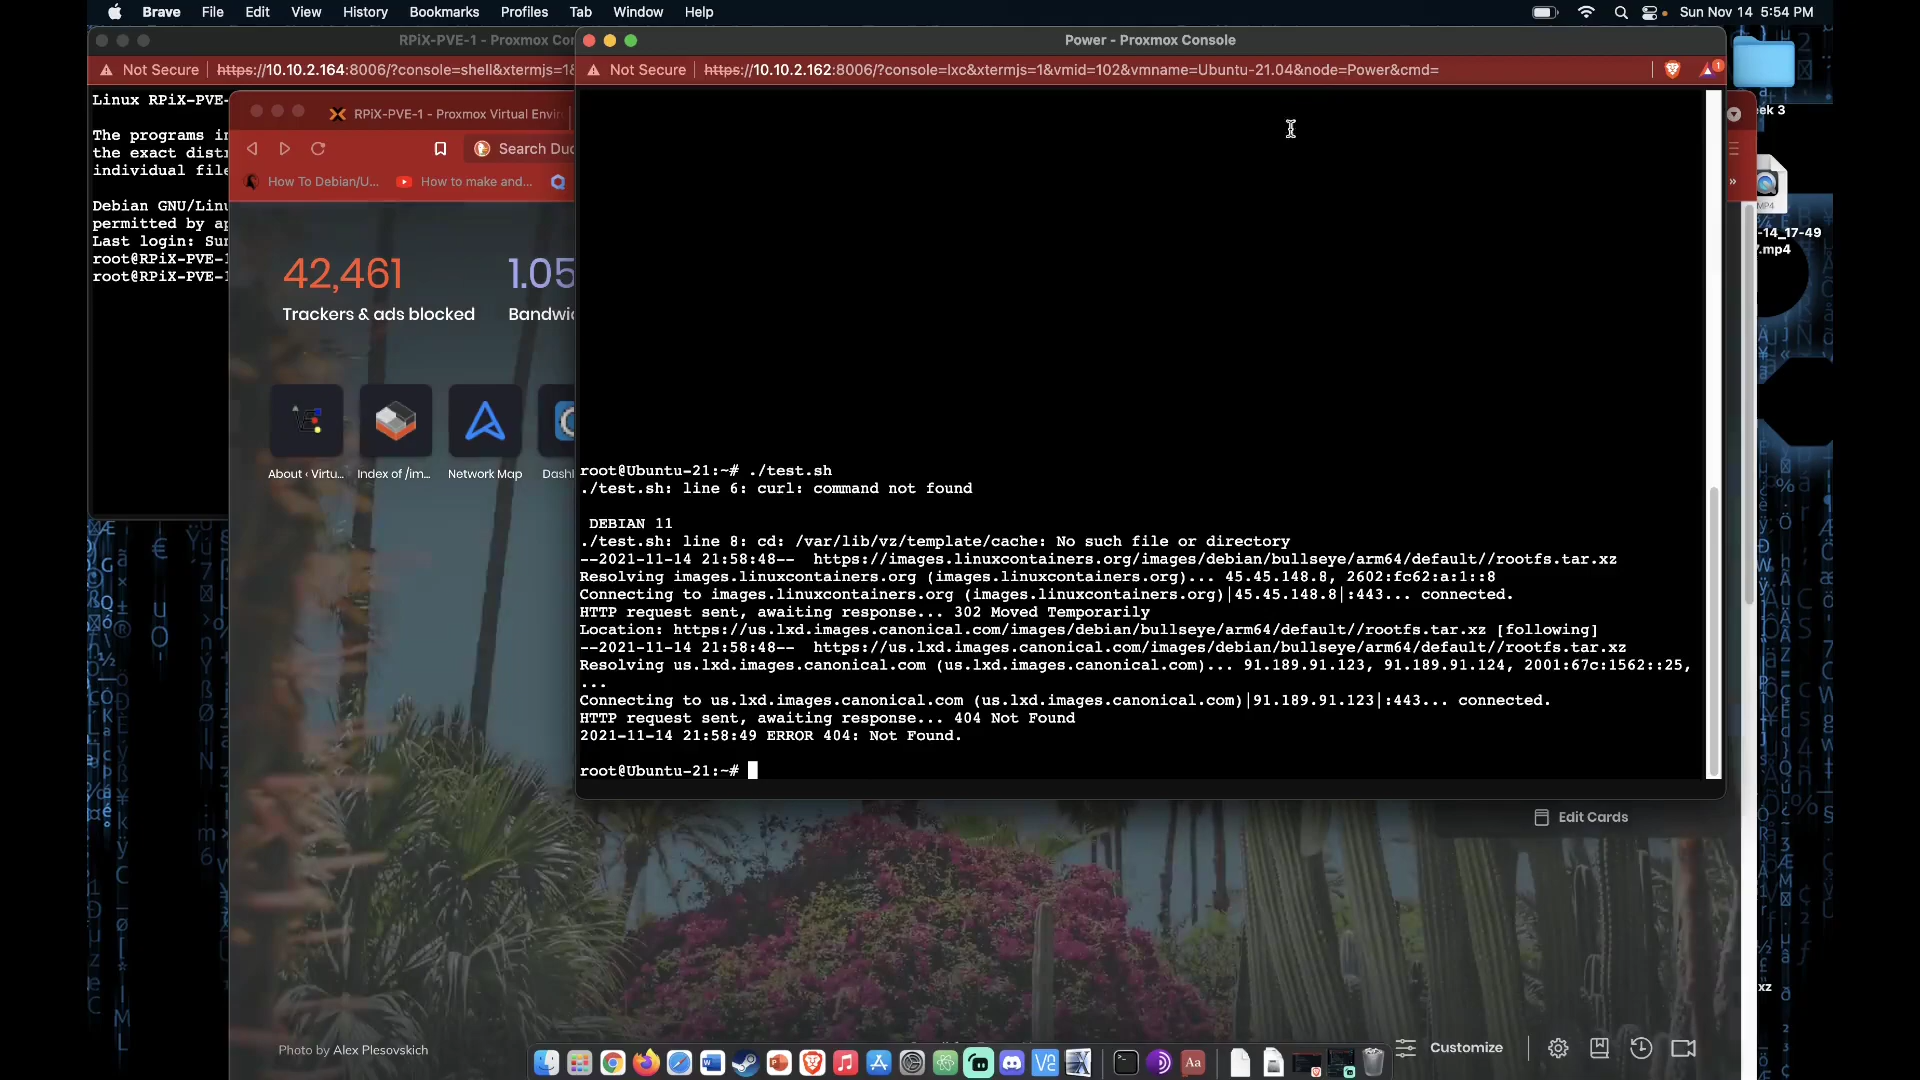 Brave File Edit View History Bookmarks Profiles Tab Window Help
Sun Nov 14 5:54 PM
RPiX-PVE-1 - Proxmox Con
Not Secure https://10.10.2.164:8006/?console=shell&xtermjs=1&
Linux RPiX-PVE-
The programs in
the exact distr
individual file
Debian GNU/Linu
permitted by ap
Last login: Sun
root@RPiX-PVE-1
root@RPiX-PVE-1
RPiX-PVE-1 - Proxmox Virtual Envir
Search Duc
How To Debian/U...
How to make and...
»
42,461
Trackers & ads blocked
1.05
Bandwid
About ‹ Virtu...
Index of /im...
Network Map
Dash
Power - Proxmox Console
Not Secure https://10.10.2.162:8006/?console=lxc&xtermjs=1&vmid=102&vmname=Ubuntu-21.04&node=Power&cmd=
1
root@Ubuntu-21:~# ./test.sh
./test.sh: line 6: curl: command not found
DEBIAN 11
./test.sh: line 8: cd: /var/lib/vz/template/cache: No such file or directory
--2021-11-14 21:58:48-- https://images.linuxcontainers.org/images/debian/bullseye/arm64/default//rootfs.tar.xz
Resolving images.linuxcontainers.org (images.linuxcontainers.org)... 45.45.148.8, 2602:fc62:a:1::8
Connecting to images.linuxcontainers.org (images.linuxcontainers.org)|45.45.148.8|:443... connected.
HTTP request sent, awaiting response... 302 Moved Temporarily
Location: https://us.lxd.images.canonical.com/images/debian/bullseye/arm64/default//rootfs.tar.xz [following]
--2021-11-14 21:58:48-- https://us.lxd.images.canonical.com/images/debian/bullseye/arm64/default//rootfs.tar.xz
Resolving us.lxd.images.canonical.com (us.lxd.images.canonical.com)... 91.189.91.123, 91.189.91.124, 2001:67c:1562::25,
...
Connecting to us.lxd.images.canonical.com (us.lxd.images.canonical.com)|91.189.91.123|:443... connected.
HTTP request sent, awaiting response... 404 Not Found
2021-11-14 21:58:49 ERROR 404: Not Found.
root@Ubuntu-21:~#
eek 3
MP4
-14_17-49
7.mp4
xz
Edit Cards
Photo by Alex Plesovskich
Customize